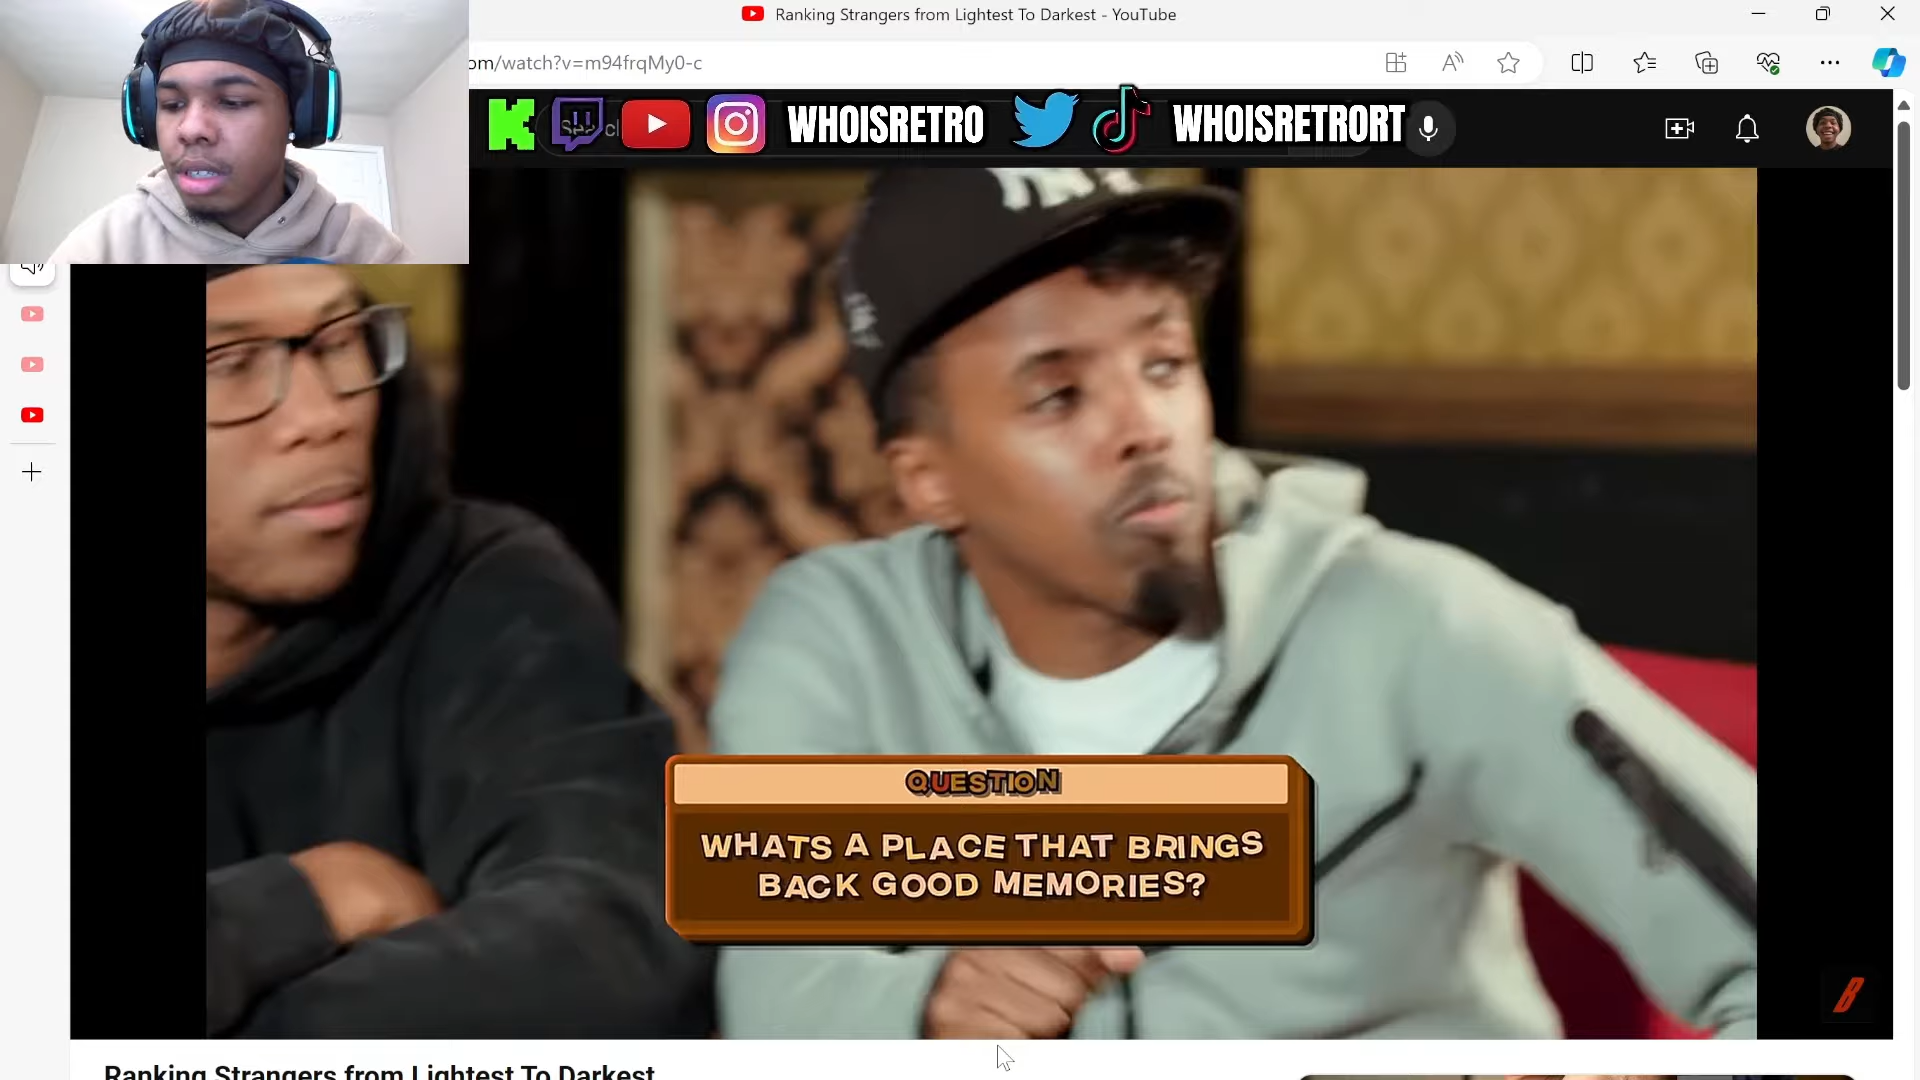 Ranking Strangers from Lightest To Darkest - YouTube
om/watch?v=m94frqMy0-c
WHOISRETRO
WHOISRETRORT
QUESTION
WHATS A PLACE THAT BRINGS
BACK GOOD MEMORIES?
B
Ranking Strangers from Lightest To Darkest